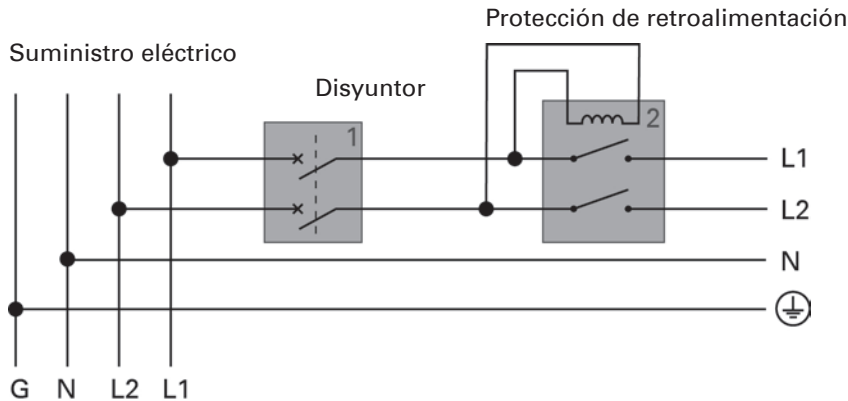 Protección de retroalimentación
Suministro eléctrico
Disyuntor
1
2
L1
L2
N
G N L2 L1